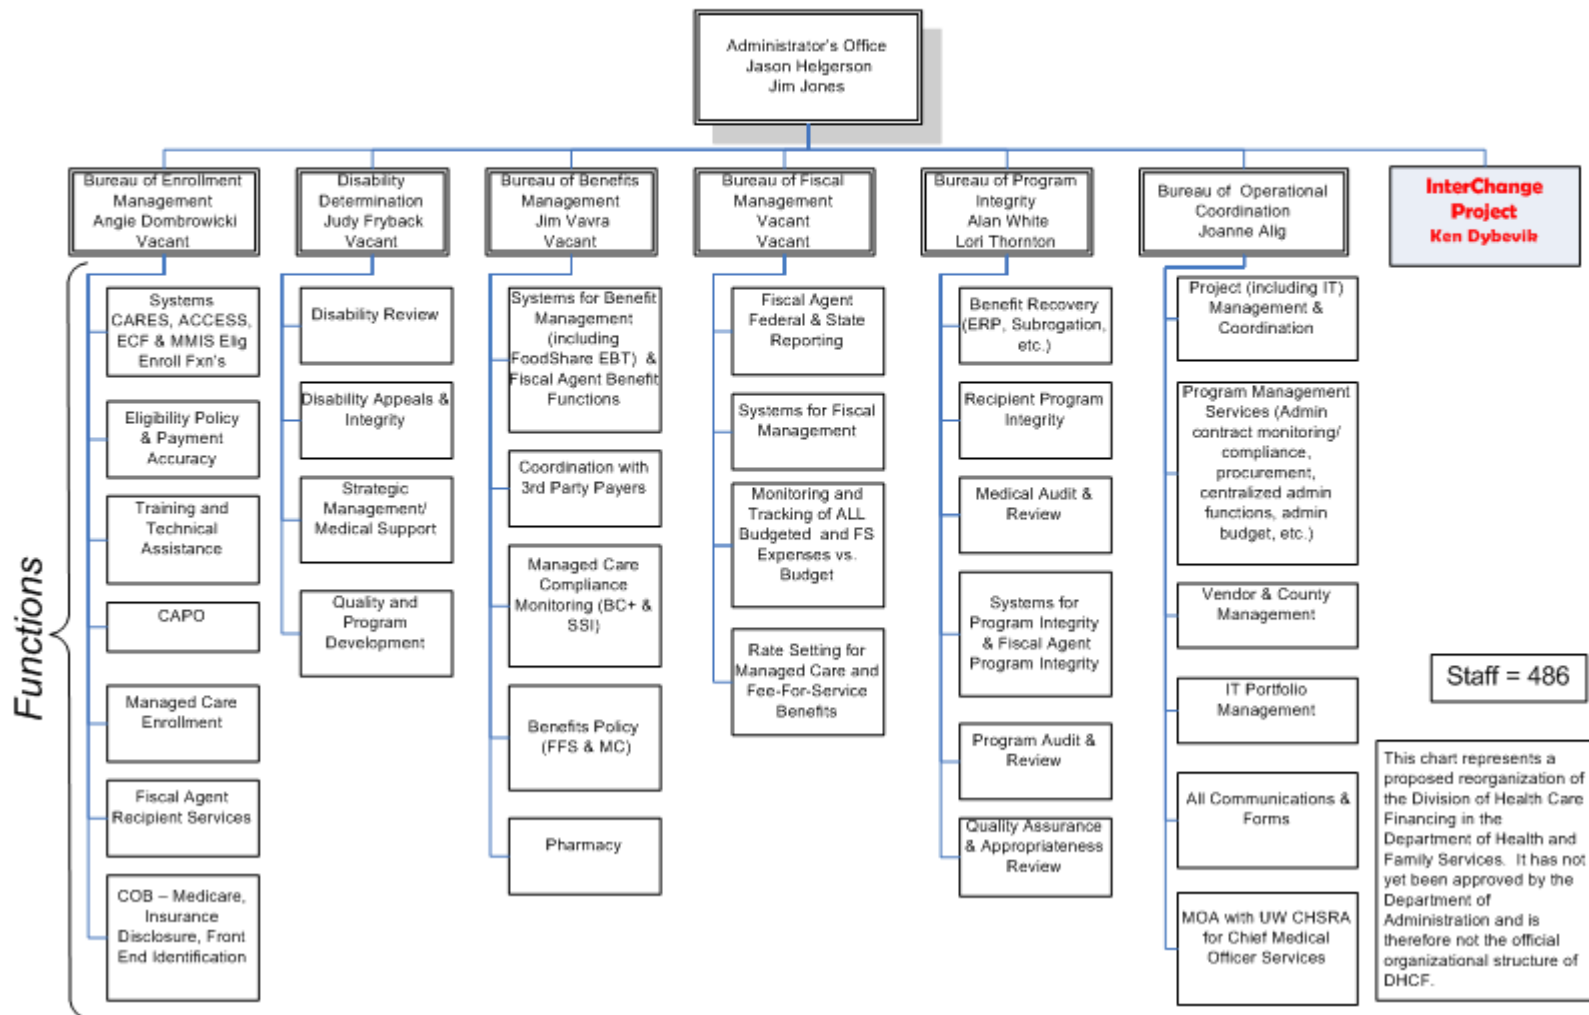 Administrator's Office
Jason Helgerson
Jim Jones
Bureau of Enrollment
Management
Angie Dombrowicki
Vacant
Disability
Determination
Judy Fryback
Vacant
Bureau of Benefits
Management
Jim Vavra
Vacant
Bureau of Fiscal
Management
Vacant
Vacant
Bureau of Program
Integrity
Alan White
Lori Thornton
Bureau of Operational
Coordination
Joanne Alig
InterChange
Project
Ken Dybevik
Functions
Systems
CARES, ACCESS,
ECF & MMIS Elig
Enroll Fxn's
Eligibility Policy
& Payment
Accuracy
Training and
Technical
Assistance
CAPO
Managed Care
Enrollment
Fiscal Agent
Recipient Services
COB – Medicare,
Insurance
Disclosure, Front
End Identification
Disability Review
Disability Appeals &
Integrity
Strategic
Management/
Medical Support
Quality and
Program
Development
Systems for Benefit
Management
(including
FoodShare EBT) &
Fiscal Agent Benefit
Functions
Coordination with
3rd Party Payers
Managed Care
Compliance
Monitoring (BC+ &
SSI)
Benefits Policy
(FFS & MC)
Pharmacy
Fiscal Agent
Federal & State
Reporting
Systems for Fiscal
Management
Monitoring and
Tracking of ALL
Budgeted and FS
Expenses vs.
Budget
Rate Setting for
Managed Care and
Fee-For-Service
Benefits
Benefit Recovery
(ERP, Subrogation,
etc.)
Recipient Program
Integrity
Medical Audit &
Review
Systems for
Program Integrity
& Fiscal Agent
Program Integrity
Program Audit &
Review
Quality Assurance
& Appropriateness
Review
Project (including IT)
Management &
Coordination
Program Management
Services (Admin
contract monitoring/
compliance,
procurement,
centralized admin
functions, admin
budget, etc.)
Vendor & County
Management
IT Portfolio
Management
All Communications &
Forms
MOA with UW CHSRA
for Chief Medical
Officer Services
Staff = 486
This chart represents a
proposed reorganization of
the Division of Health Care
Financing in the
Department of Health and
Family Services. It has not
yet been approved by the
Department of
Administration and is
therefore not the official
organizational structure of
DHCF.